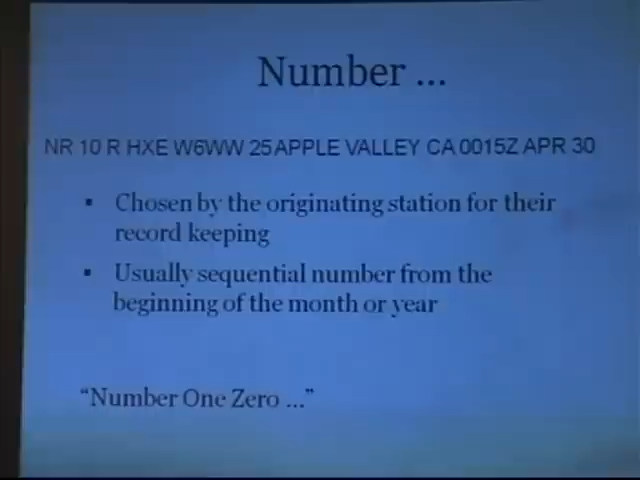 Number ...
NR 10 R HXE W6WW 25 APPLE VALLEY CA 0015Z APR 30
▪ Chosen by the originating station for their
record keeping
▪ Usually sequential number from the
beginning of the month or year
“Number One Zero ...”